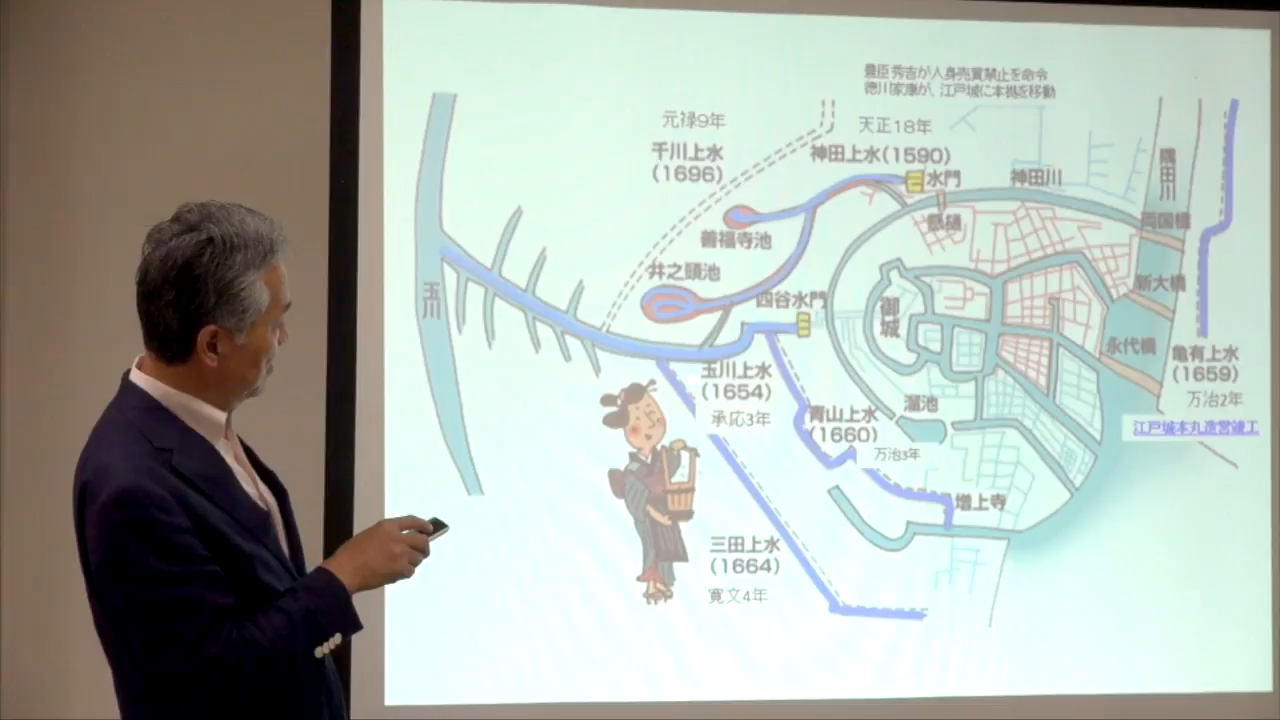 豊臣秀吉が人身売買禁止を命令
徳川家康が、江戸城に本拠を移動
元禄9年
天正18年
千川上水
(1696)
神田上水(1590)
水門
神田川
隅田川
善福寺池
懸樋
両国橋
井之頭池
四谷水門
新大橋
玉川
御城
永代橋
亀有上水
(1659)
万治2年
玉川上水
(1654)
承応3年
溜池
青山上水
(1660)
万治3年
江戸城本丸造営竣工
増上寺
三田上水
(1664)
寛文4年